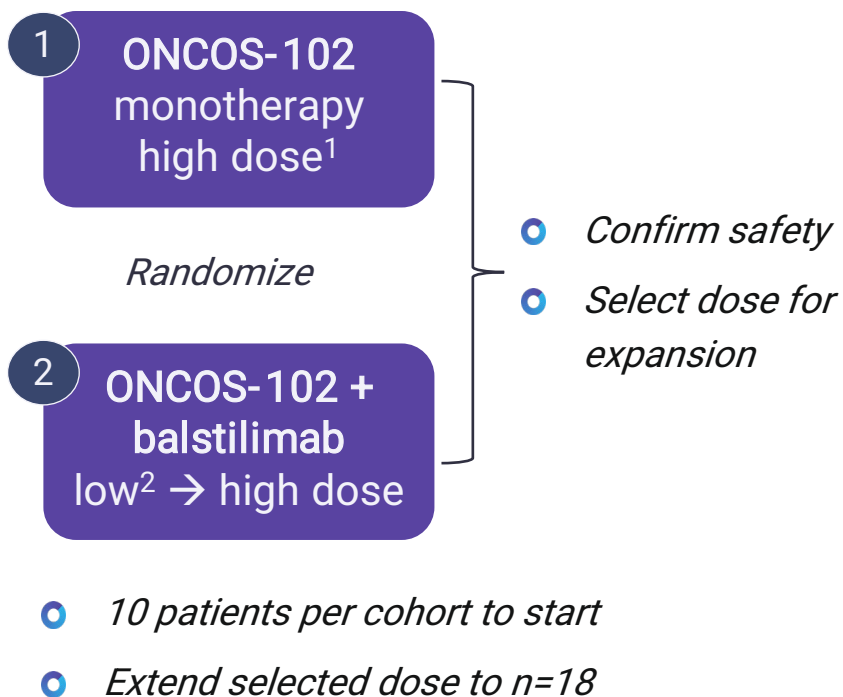 1
ONCOS-102
monotherapy
high dose¹
Randomize
2
ONCOS-102 +
balstilimab
low² → high dose
Confirm safety
Select dose for
expansion
10 patients per cohort to start
Extend selected dose to n=18